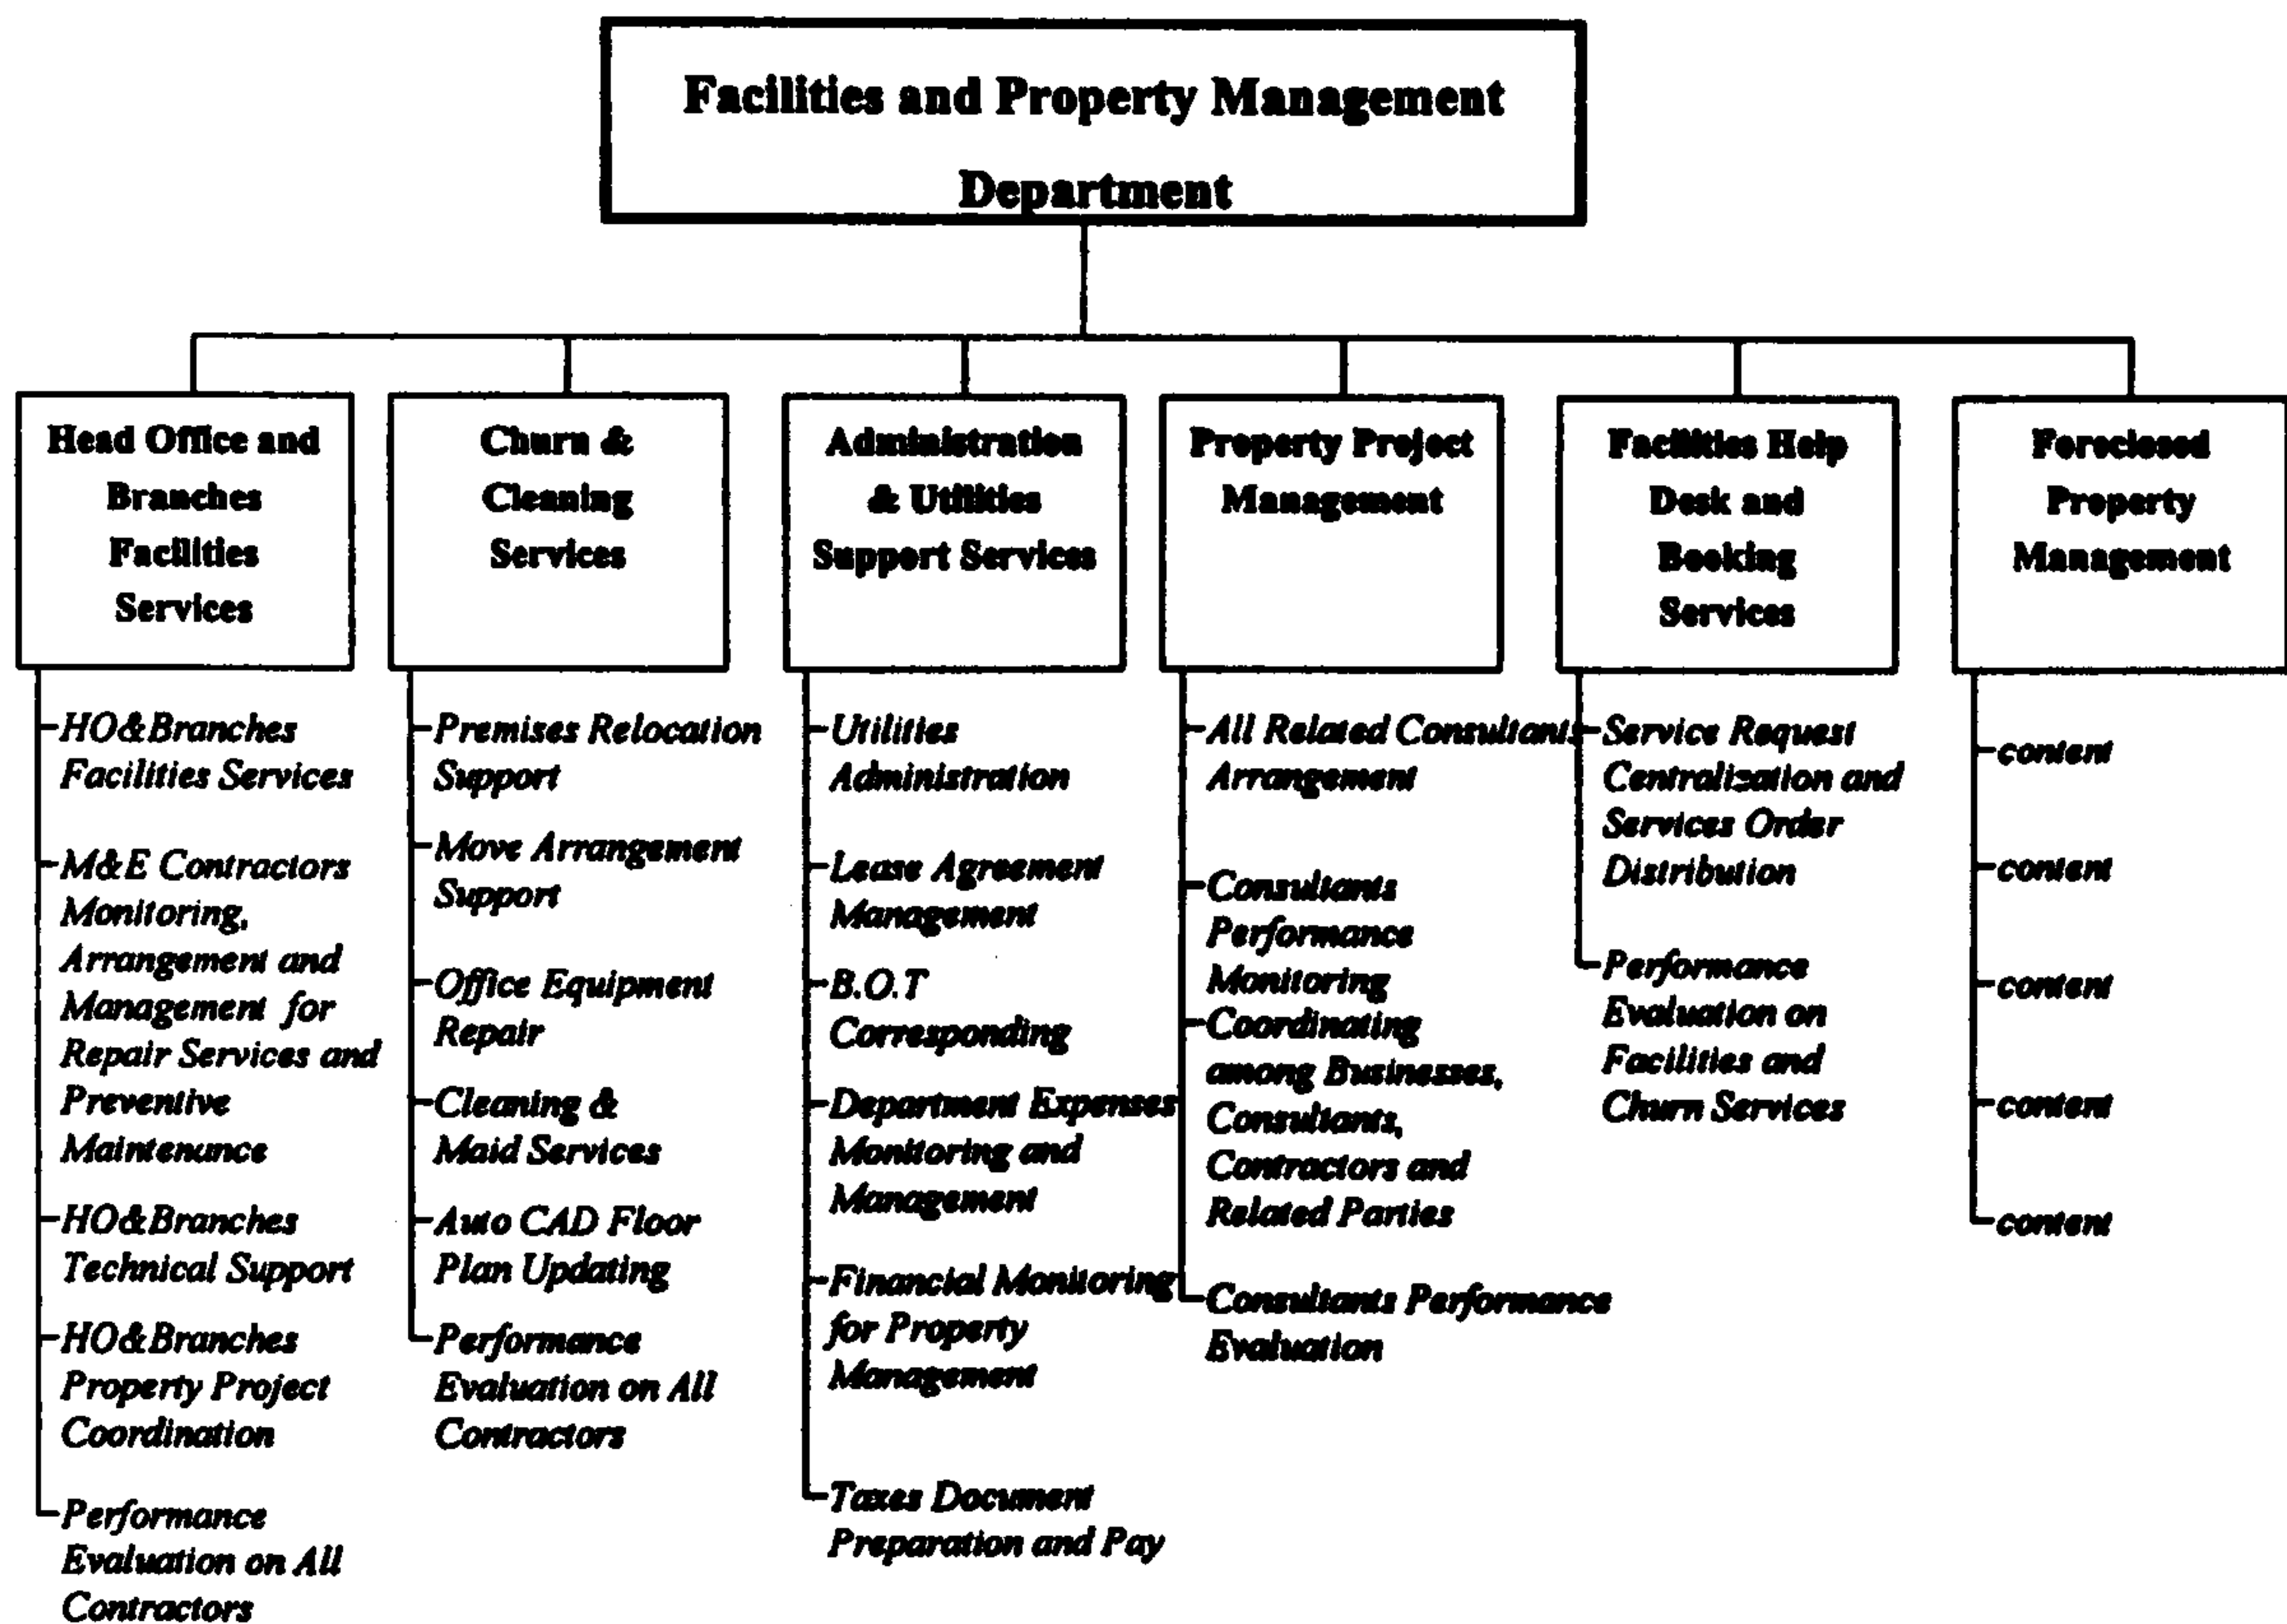 Facilities and Property Management
Department
Head Office and
Branches
Facilities
Services
HO&Branches
Facilities Services
M&E Contractors
Monitoring,
Arrangement and
Management for
Repair Services and
Preventive
Maintenance
HO&Branches
Technical Support
HO&Branches
Property Project
Coordination
Performance
Evaluation on All
Contractors
Churn &
Cleaning
Services
Premises Relocation
Support
Move Arrangement
Support
Office Equipment
Repair
Cleaning &
Maid Services
Auto CAD Floor
Plan Updating
Performance
Evaluation on All
Contractors
Administration
& Utilities
Support Services
Utilities
Administration
Lease Agreement
Management
B.O.T
Corresponding
Department Expenses
Monitoring and
Management
Financial Monitoring
for Property
Management
Taxes Document
Preparation and Pay
Property Project
Management
All Related Consultants
Arrangement
Consultants
Performance
Monitoring
Coordinating
among Businesses,
Consultants,
Contractors and
Related Parties
Consultants Performance
Evaluation
Facilities Help
Desk and
Booking
Services
Service Request
Centralization and
Services Order
Distribution
Performance
Evaluation on
Facilities and
Churn Services
Foreclosed
Property
Management
content
content
content
content
content